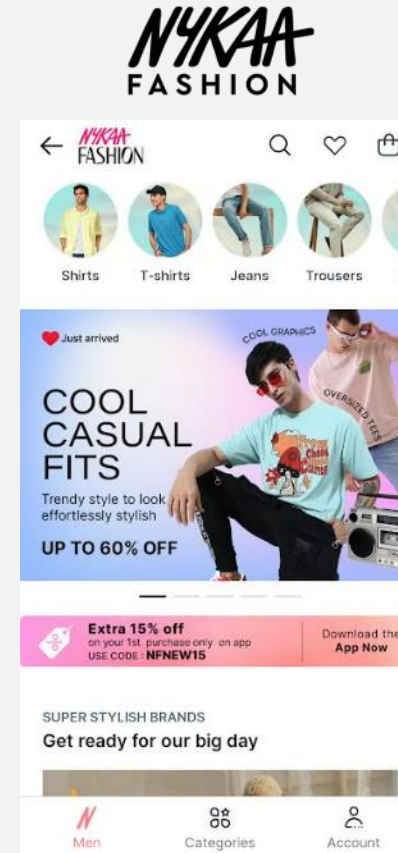 NYKAA
FASHION
NYKAA
FASHION
Shirts
T-shirts
Jeans
Trousers
Just arrived
COOL GRAPHICS
OVERSIZED TEES
COOL
CASUAL
FITS
Trendy style to look
effortlessly stylish
UP TO 60% OFF
Extra 15% off
on your 1st purchase only on app
USE CODE : NFNEW15
Download the
App Now
SUPER STYLISH BRANDS
Get ready for our big day
N
Men
Categories
Account